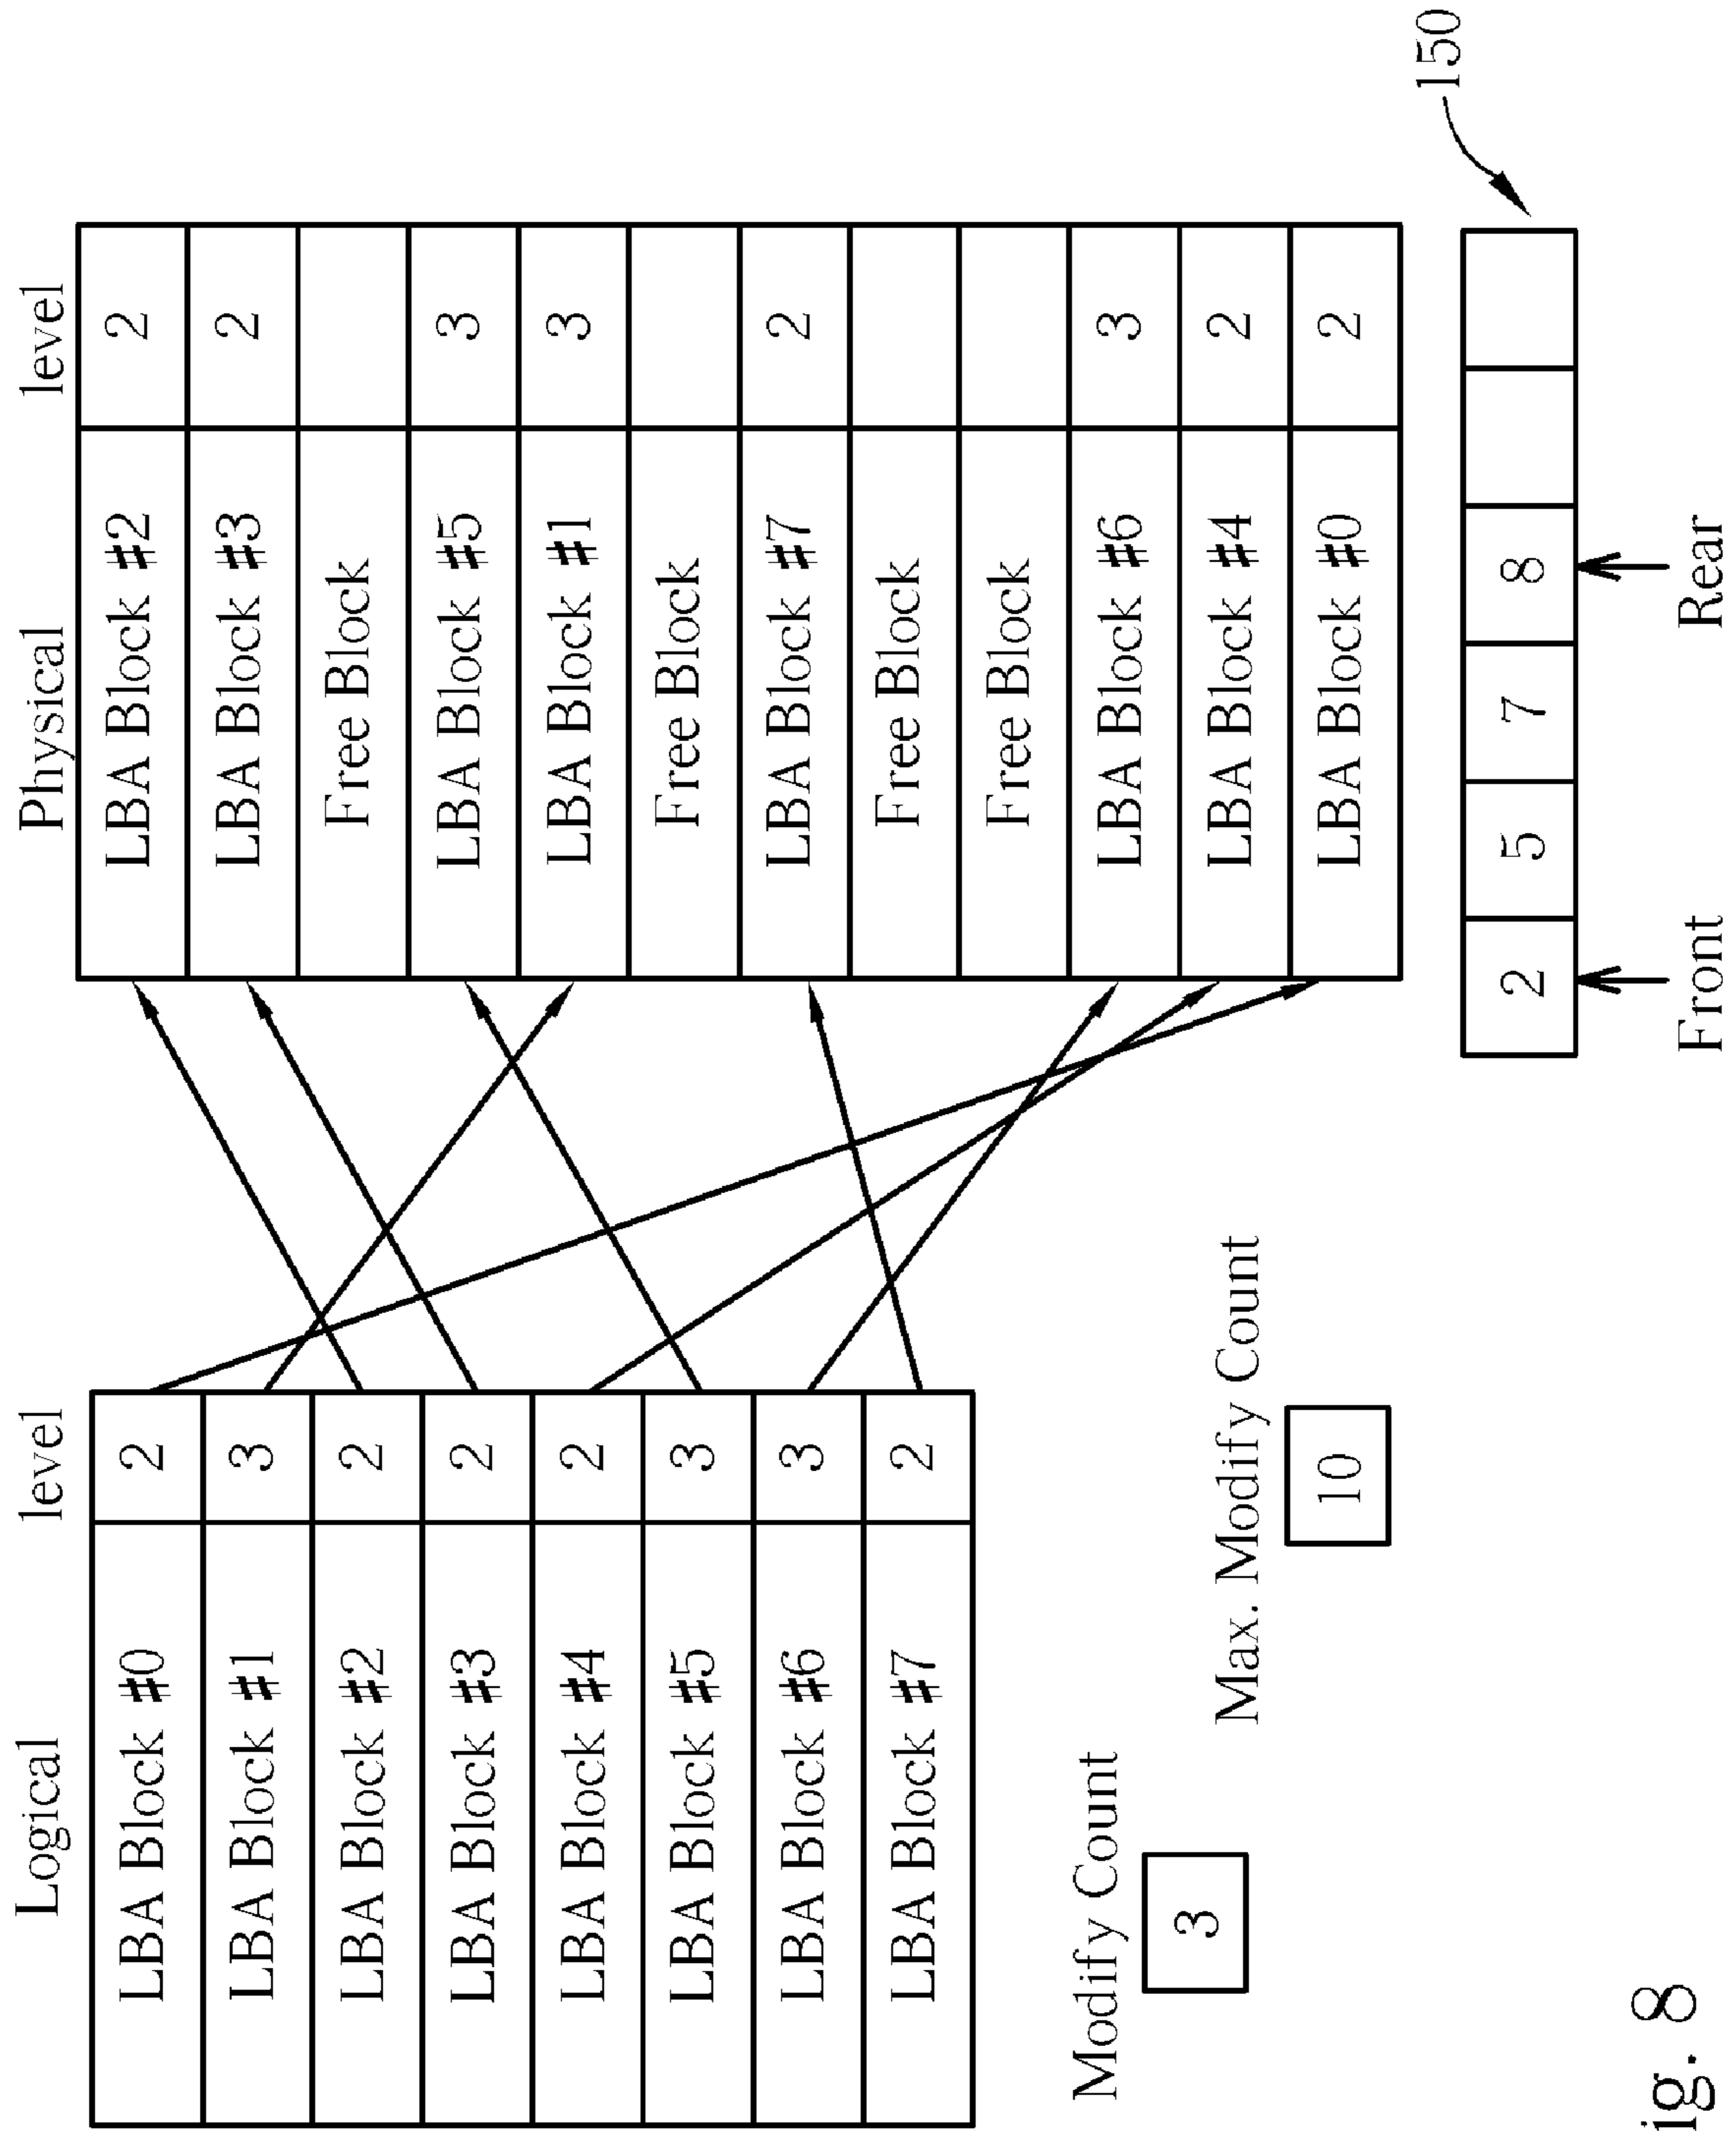 Logical level
LBA Block #0 2
LBA Block #1 3
LBA Block #2 2
LBA Block #3 2
LBA Block #4 2
LBA Block #5 3
LBA Block #6 3
LBA Block #7 2
Modify Count
3
Max. Modify Count
10
Physical level
LBA Block #2 2
LBA Block #3 2
Free Block
LBA Block #5 3
LBA Block #1 3
Free Block
LBA Block #7 2
Free Block
Free Block
LBA Block #6 3
LBA Block #4 2
LBA Block #0 2
2 5 7 8
150
Front Rear
ig. 8